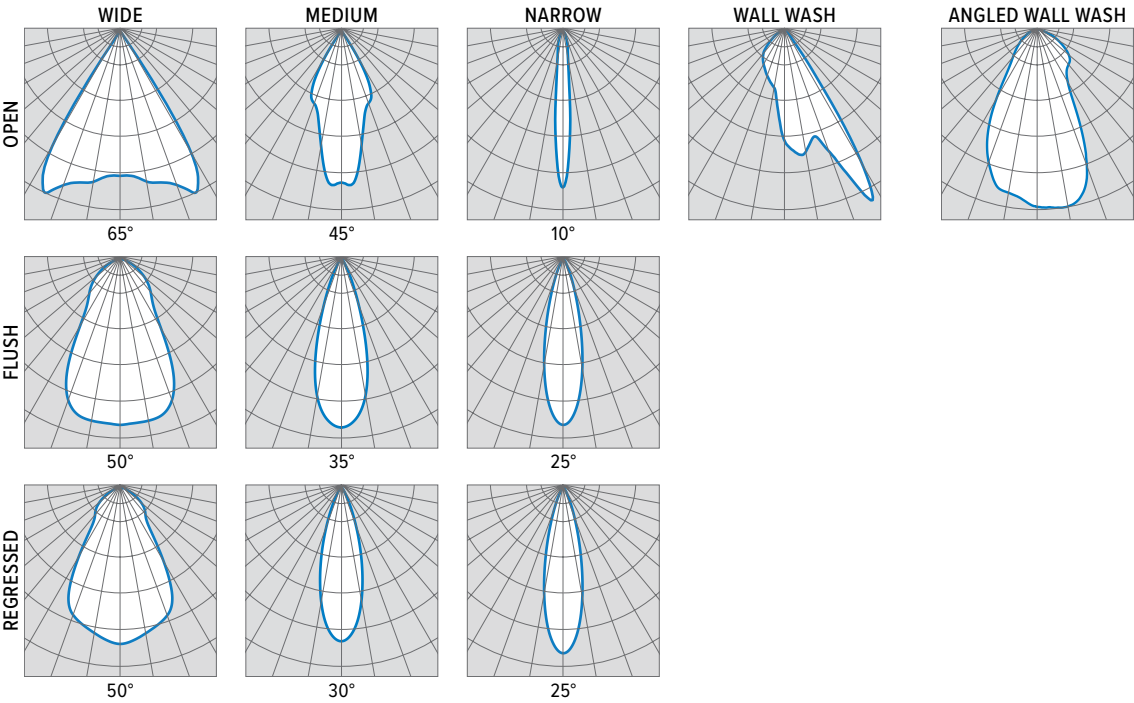 WIDE MEDIUM NARROW WALL WASH ANGLED WALL WASH
OPEN
65° 45° 10°
FLUSH
50° 35° 25°
REGRESSED
50° 30° 25°